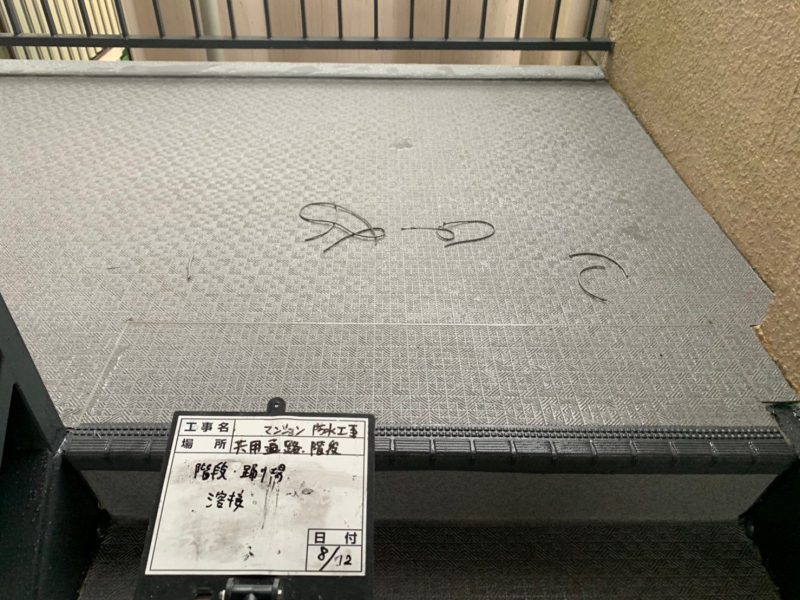 工事名 マンション 防水工事
場所 共用通路.階段
階段・踊り場
溶接
日付
8/12